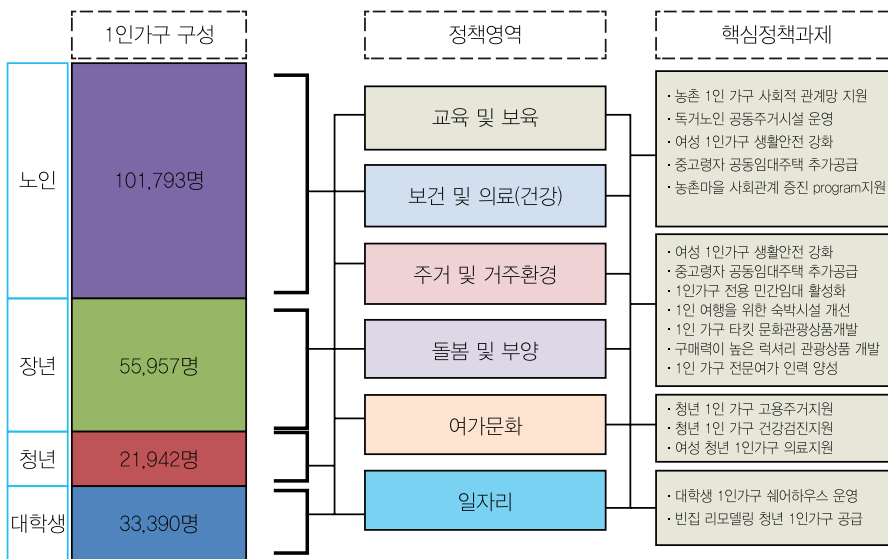 1인가구 구성
정책영역
핵심정책과제
노인
101,793명
장년
55,957명
청년
21,942명
대학생
33,390명
교육 및 보육
보건 및 의료(건강)
주거 및 거주환경
돌봄 및 부양
여가문화
일자리
· 농촌 1인 가구 사회적 관계망 지원
· 독거노인 공동주거시설 운영
· 여성 1인가구 생활안전 강화
· 중고령자 공동임대주택 추가공급
· 농촌마을 사회관계 증진 program지원
· 여성 1인가구 생활안전 강화
· 중고령자 공동임대주택 추가공급
· 1인가구 전용 민간임대 활성화
· 1인 여행을 위한 숙박시설 개선
· 1인 가구 타킷 문화관광상품개발
· 구매력이 높은 럭셔리 관광상품 개발
· 1인 가구 전문여가 인력 양성
· 청년 1인 가구 고용주거지원
· 청년 1인 가구 건강검진지원
· 여성 청년 1인가구 의료지원
· 대학생 1인가구 쉐어하우스 운영
· 빈집 리모델링 청년 1인가구 공급